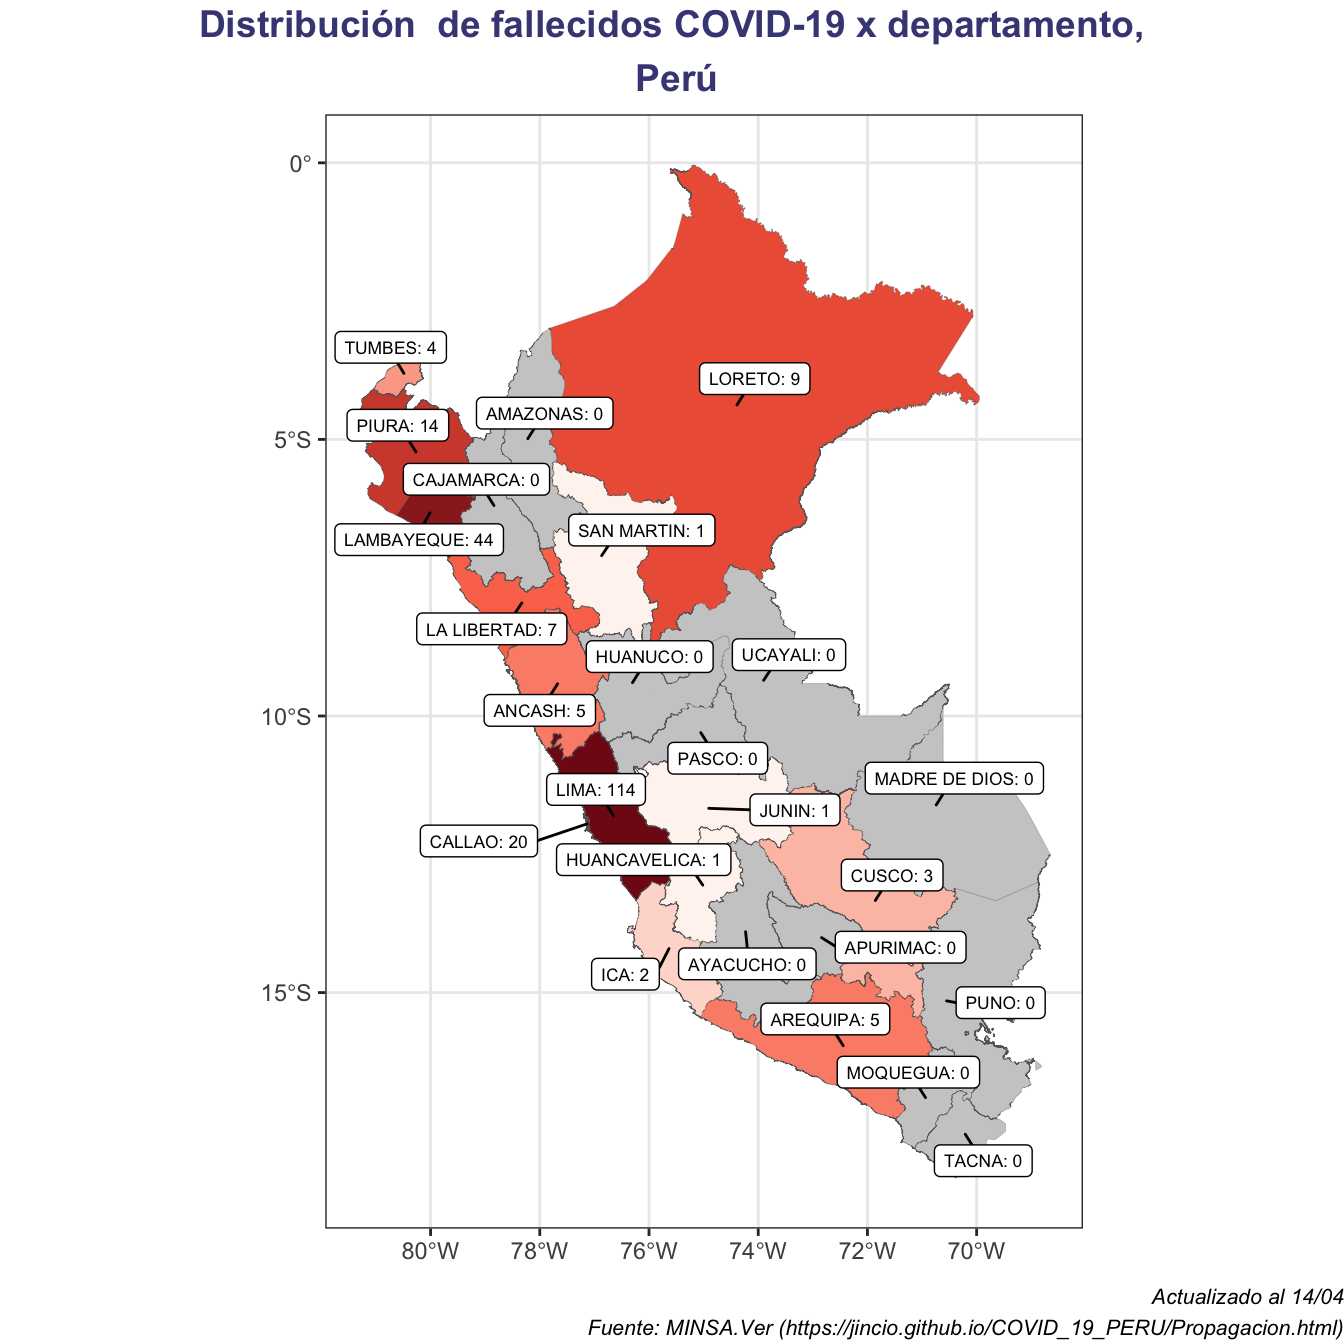 Distribución  de fallecidos COVID-19 x departamento,
Perú
0°
5°S
10°S
15°S
TUMBES: 4
LORETO: 9
PIURA: 14
AMAZONAS: 0
CAJAMARCA: 0
SAN MARTIN: 1
LAMBAYEQUE: 44
LA LIBERTAD: 7
HUANUCO: 0
UCAYALI: 0
ANCASH: 5
PASCO: 0
MADRE DE DIOS: 0
LIMA: 114
JUNIN: 1
CALLAO: 20
HUANCAVELICA: 1
CUSCO: 3
APURIMAC: 0
AYACUCHO: 0
ICA: 2
PUNO: 0
AREQUIPA: 5
MOQUEGUA: 0
TACNA: 0
80°W
78°W
76°W
74°W
72°W
70°W
Actualizado al 14/04
Fuente: MINSA.Ver (https://jincio.github.io/COVID_19_PERU/Propagacion.html)